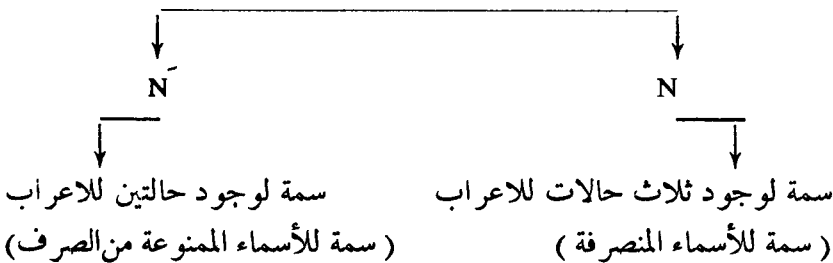 N N⁻
سمة لوجود ثلاث حالات للاعراب سمة لوجود حالتين للاعراب
( سمة للأسماء المنصرفة ) ( سمة للأسماء الممنوعة من الصرف)